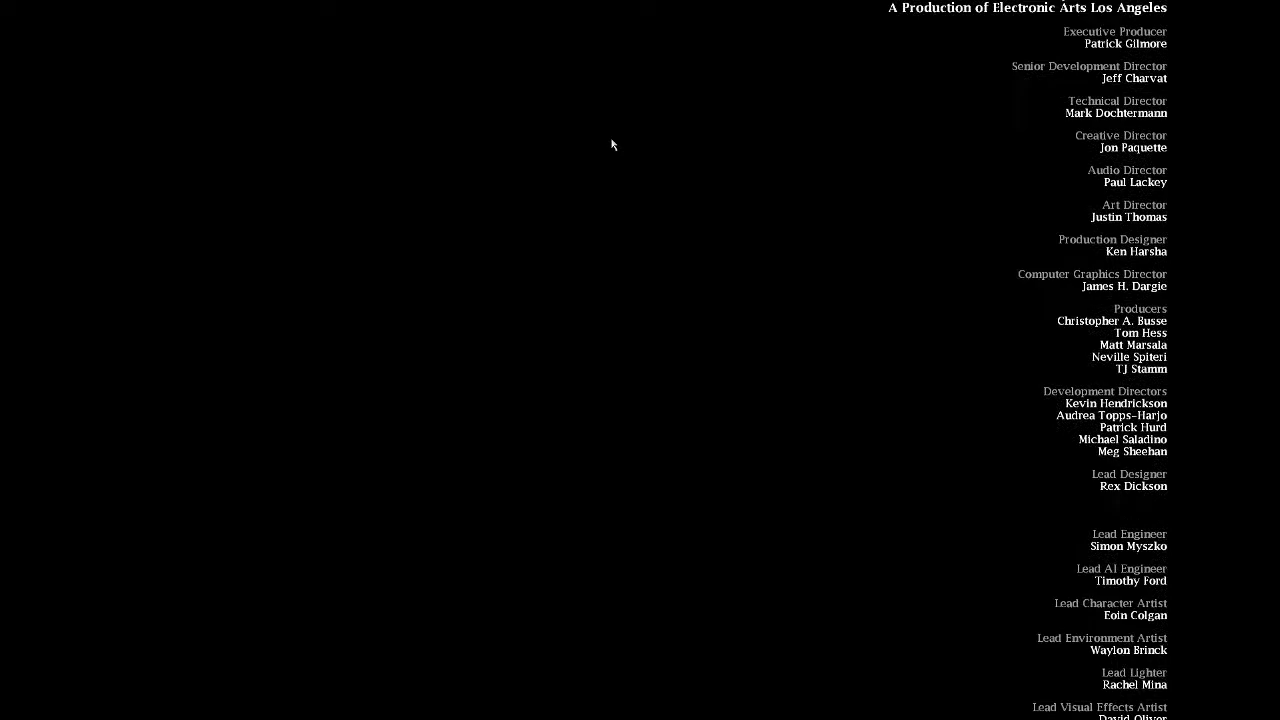 A Production of Electronic Arts Los Angeles
Executive Producer
Patrick Gilmore
Senior Development Director
Jeff Charvat
Technical Director
Mark Dochtermann
Creative Director
Jon Paquette
Audio Director
Paul Lackey
Art Director
Justin Thomas
Production Designer
Ken Harsha
Computer Graphics Director
James H. Dargie
Producers
Christopher A. Busse
Tom Hess
Matt Marsala
Neville Spiteri
TJ Stamm
Development Directors
Kevin Hendrickson
Audrea Topps-Harjo
Patrick Hurd
Michael Saladino
Meg Sheehan
Lead Designer
Rex Dickson
Lead Engineer
Simon Myszko
Lead AI Engineer
Timothy Ford
Lead Character Artist
Eoin Colgan
Lead Environment Artist
Waylon Brinck
Lead Lighter
Rachel Mina
Lead Visual Effects Artist
David Oliver